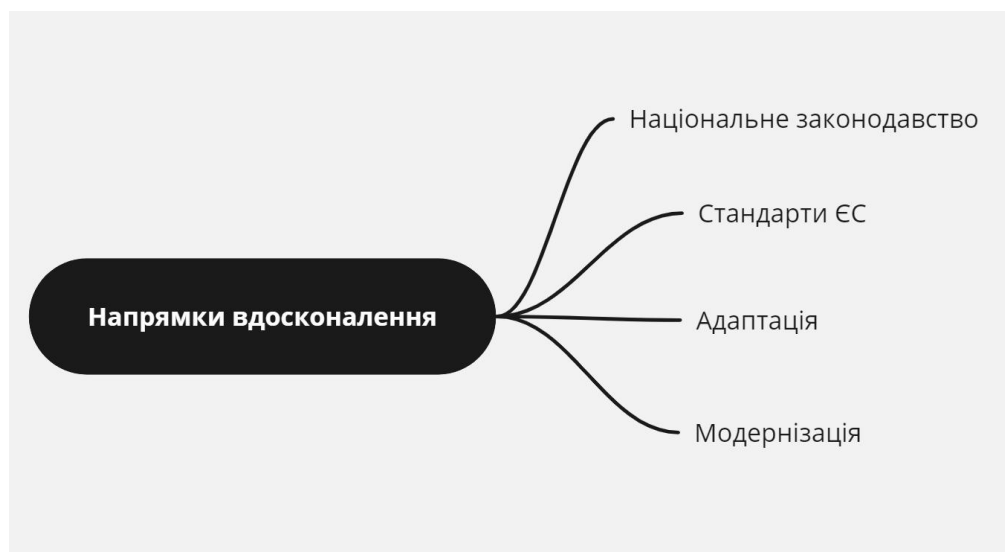 Національне законодавство
Стандарти ЄС
Напрямки вдосконалення
Адаптація
Модернізація